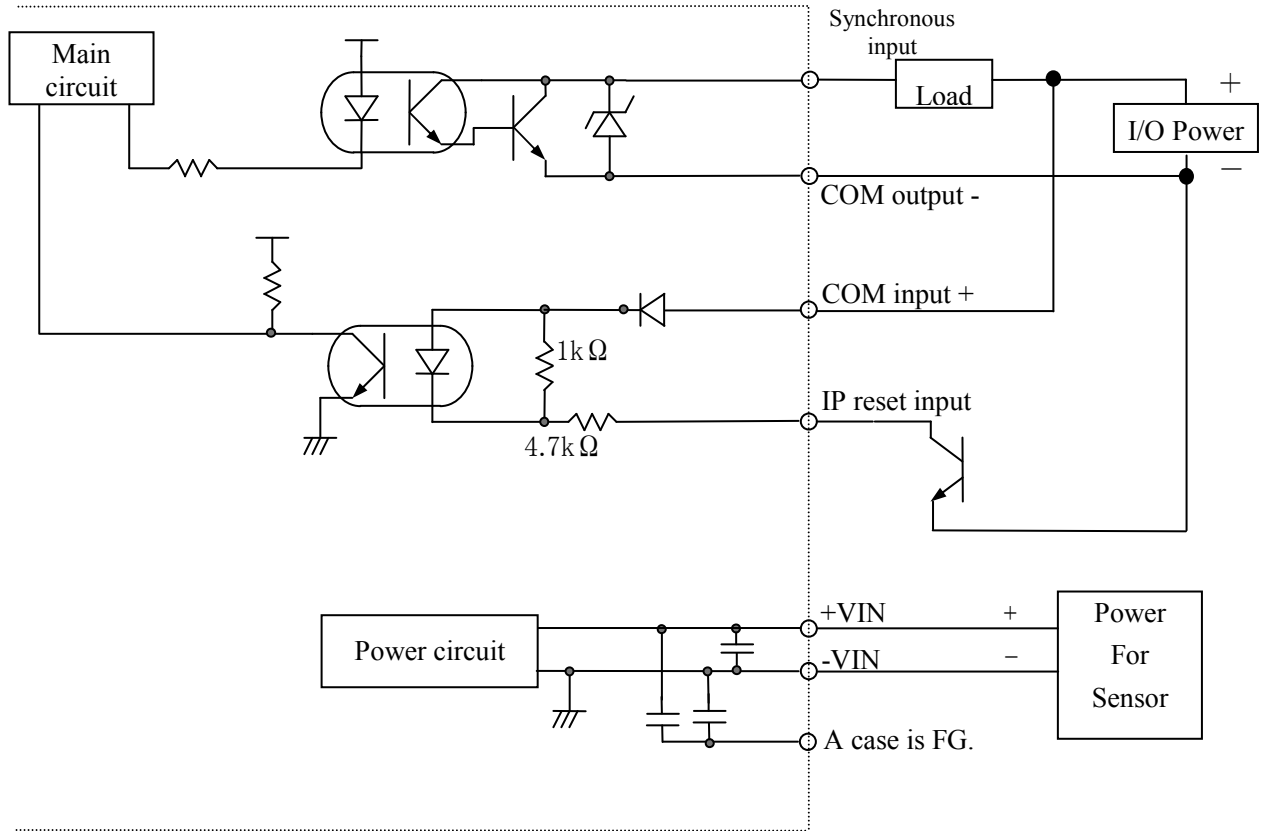 Synchronous
input
Main
circuit
Load
+
I/O Power
−
COM output -
COM input +
1kΩ
IP reset input
4.7kΩ
+VIN +
Power circuit
-VIN −
Power
For
Sensor
A case is FG.